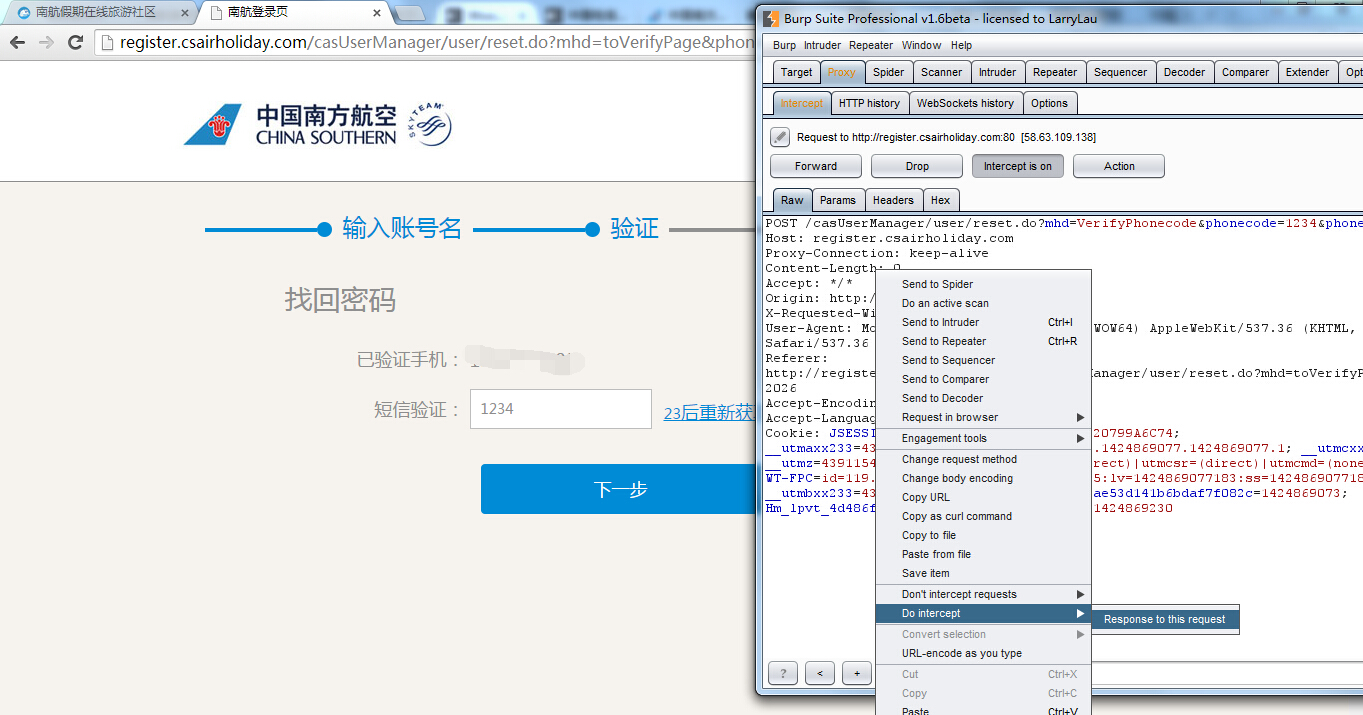 南航假期在线旅游社区
南航登录页
register.csairholiday.com/casUserManager/user/reset.do?mhd=toVerifyPage&phon
中国南方航空
CHINA SOUTHERN
SKYTEAM
输入账号名
验证
找回密码
已验证手机：
短信验证：
1234
23后重新获
下一步
Burp Suite Professional v1.6beta - licensed to LarryLau
Burp Intruder Repeater Window Help
Target Proxy Spider Scanner Intruder Repeater Sequencer Decoder Comparer Extender Opt
Intercept HTTP history WebSockets history Options
Request to http://register.csairholiday.com:80 [58.63.109.138]
Forward Drop Intercept is on Action
Raw Params Headers Hex
POST /casUserManager/user/reset.do?mhd=VerifyPhonecode&phonecode=1234&phone
Host: register.csairholiday.com
Proxy-Connection: keep-alive
Content-Length: 0
Accept: */*
Origin: http:/
X-Requested-Wi
User-Agent: Mo WOW64) AppleWebKit/537.36 (KHTML,
Safari/537.36
Referer:
http://registe anager/user/reset.do?mhd=toVerifyP
2026
Accept-Encodin
Accept-Languag
Cookie: JSESSI 20799A6C74;
__utmaxx233=43 .1424869077.1424869077.1; __utmcxx
__utmz=4391154 rect)|utmcsr=(direct)|utmcmd=(none
WT-FPC=id=119. 5:lv=1424869077183:ss=142486907718
__utmbxx233=43 ae53d141b6bdaf7f082c=1424869073;
Hm_lpvt_4d486f 1424869230
Send to Spider
Do an active scan
Send to Intruder Ctrl+I
Send to Repeater Ctrl+R
Send to Sequencer
Send to Comparer
Send to Decoder
Request in browser
Engagement tools
Change request method
Change body encoding
Copy URL
Copy as curl command
Copy to file
Paste from file
Save item
Don't intercept requests
Do intercept
Response to this request
Convert selection
URL-encode as you type
Cut Ctrl+X
Copy Ctrl+C
Paste Ctrl+V
? < +